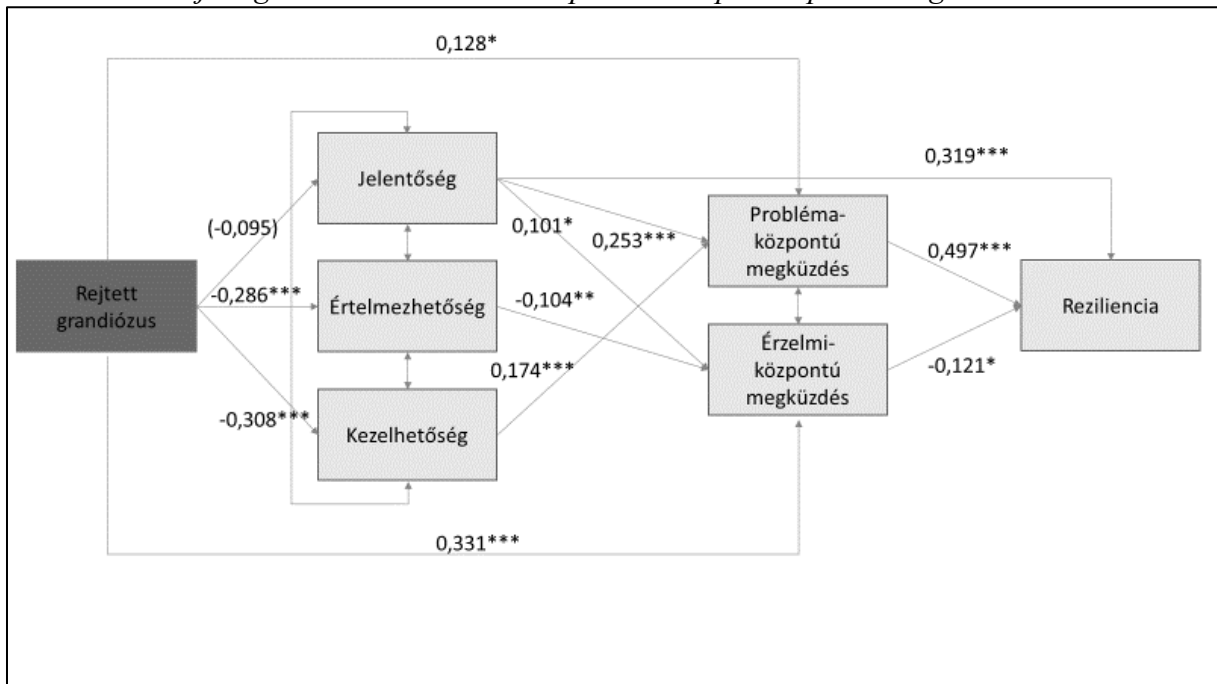 0,128*
Jelentőség
0,319***
(-0,095)
0,101*
0,253***
Probléma-
központú
megküzdés
0,497***
Rejtett
grandiózus
-0,286***
Értelmezhetőség
-0,104**
Reziliencia
0,174***
Érzelmi-
központú
megküzdés
-0,121*
-0,308***
Kezelhetőség
0,331***